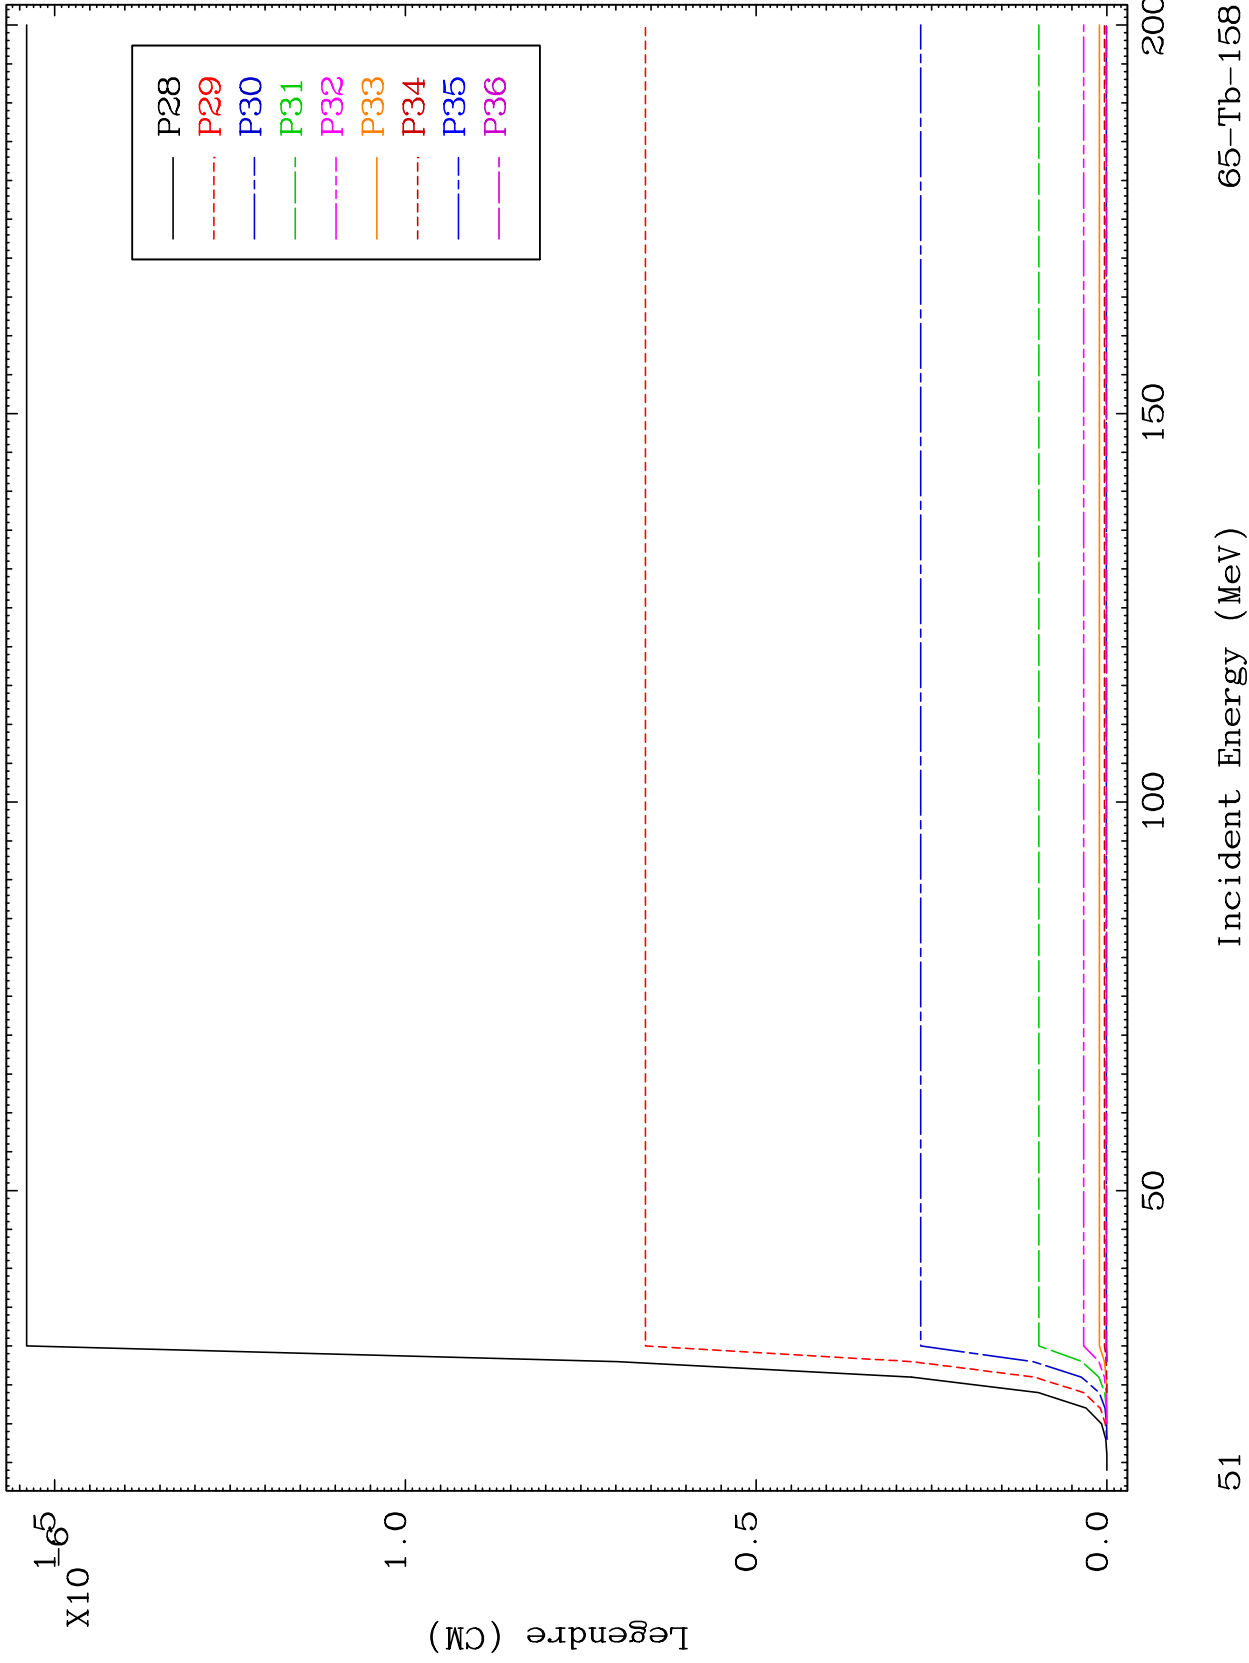 X10
-6
1.5
1.0
0.5
0.0
Legendre (CM)
P28
P29
P30
P31
P32
P33
P34
P35
P36
50
100
150
200
Incident Energy (MeV)
51
65-Tb-158